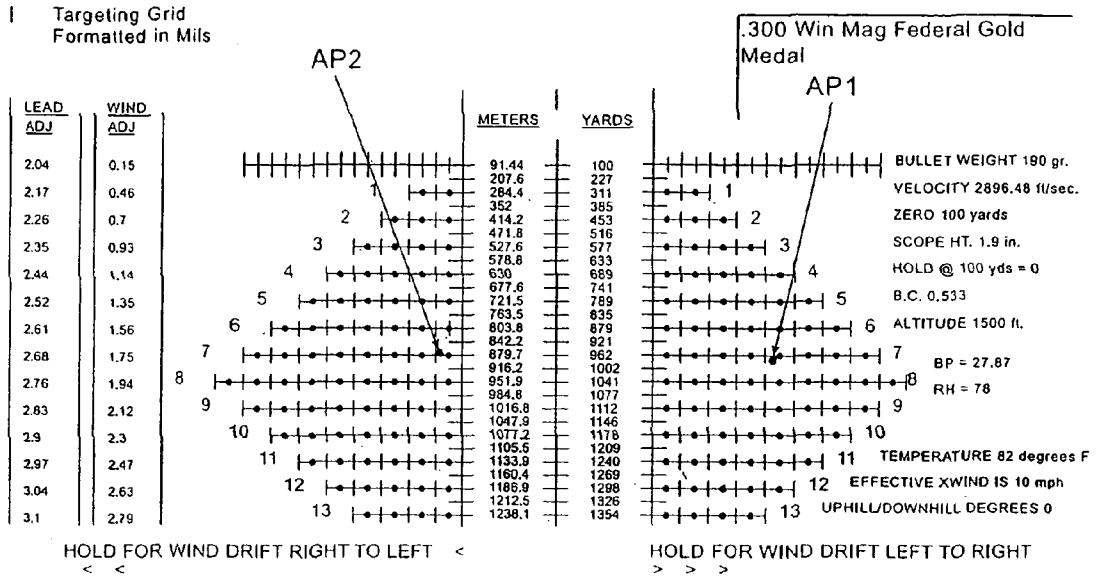 Targeting Grid
Formatted in Mils
.300 Win Mag Federal Gold
Medal
AP2
AP1
LEAD ADJ WIND ADJ METERS YARDS
2.04 0.15 91.44 100 BULLET WEIGHT 190 gr.
207.6 227
2.17 0.46 1 284.4 311 1 VELOCITY 2896.48 ft/sec.
352 385
2.26 0.7 2 414.2 453 2 ZERO 100 yards
471.8 516
2.35 0.93 3 527.6 577 3 SCOPE HT. 1.9 in.
578.8 633
2.44 1.14 4 630 689 4 HOLD @ 100 yds = 0
677.6 741
2.52 1.35 5 721.5 789 5 B.C. 0.533
763.5 835
2.61 1.56 6 803.8 879 6 ALTITUDE 1500 ft.
842.2 921
2.68 1.75 7 879.7 962 7 BP = 27.87
916.2 1002
2.76 1.94 8 951.9 1041 8 RH = 78
984.8 1077
2.83 2.12 9 1016.8 1112 9
1047.9 1146
2.9 2.3 10 1077.2 1178 10
1105.5 1209
2.97 2.47 11 1133.9 1240 11 TEMPERATURE 82 degrees F
1160.4 1269
3.04 2.63 12 1186.9 1298 12 EFFECTIVE XWIND IS 10 mph
1212.5 1326
3.1 2.79 13 1238.1 1354 13 UPHILL/DOWNHILL DEGREES 0
HOLD FOR WIND DRIFT RIGHT TO LEFT < HOLD FOR WIND DRIFT LEFT TO RIGHT
< < > > >